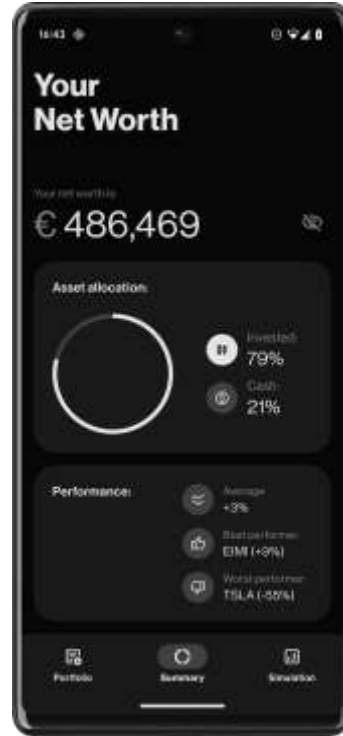 16:43
Your
Net Worth
Your net worth is
€ 486,469
Asset allocation:
Invested:
79%
Cash:
21%
Performance:
Average
+3%
Best performer:
EIMI (+9%)
Worst performer:
TSLA (-55%)
Portfolio
Summary
Simulation